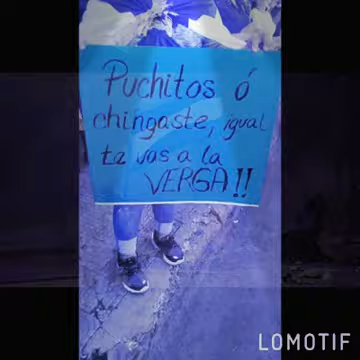 Puchitos ó
chingaste, igual
te vas a la
VERGA!!
LOMOTIF